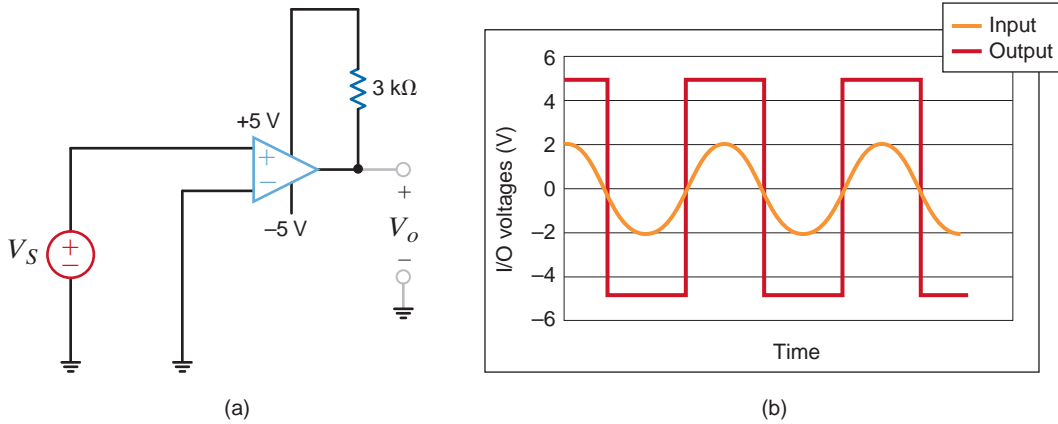 3 kΩ
+5 V
+
−
−5 V
+
V_o
−
V_S
+
−
(a)
Input
Output
6
4
2
0
–2
–4
–6
I/O voltages (V)
Time
(b)